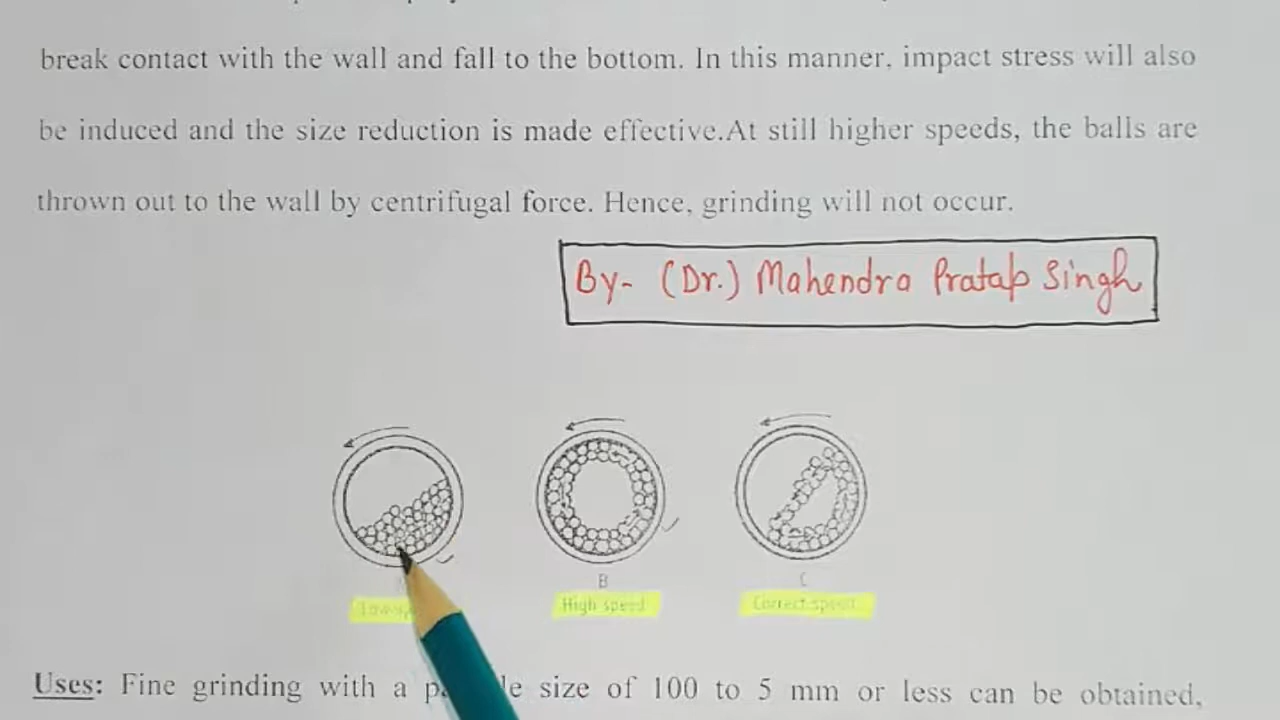 break contact with the wall and fall to the bottom. In this manner, impact stress will also
be induced and the size reduction is made effective.At still higher speeds, the balls are
thrown out to the wall by centrifugal force. Hence, grinding will not occur.
By- (Dr.) Mahendra Pratap Singh
B
C
High speed
Correct speed
Uses: Fine grinding with a size of 100 to 5 mm or less can be obtained,